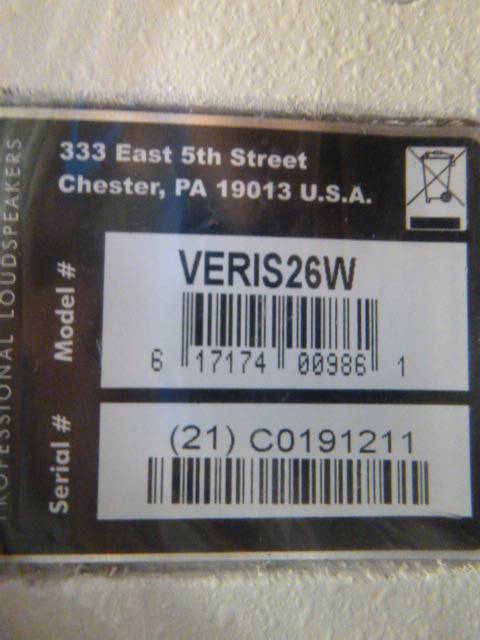 333 East 5th Street
Chester, PA 19013 U.S.A.
PROFESSIONAL LOUDSPEAKERS
Model #
VERIS26W
6 17174 00986 1
Serial #
(21) C0191211